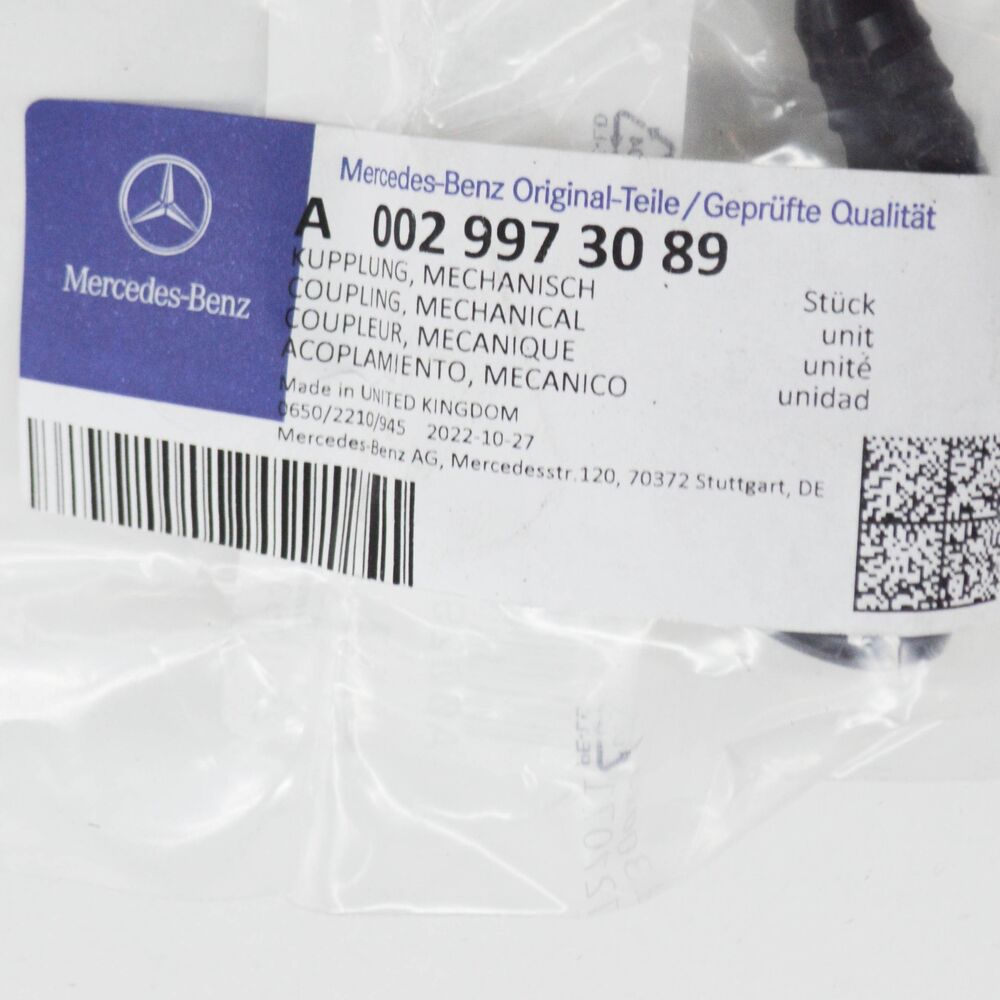 Mercedes-Benz
Mercedes-Benz Original-Teile/Geprüfte Qualität
A 002 997 30 89
KUPPLUNG, MECHANISCH
COUPLING, MECHANICAL
COUPLEUR, MECANIQUE
ACOPLAMIENTO, MECANICO
Stück
unit
unité
unidad
Made in UNITED KINGDOM
0650/2210/945 2022-10-27
Mercedes-Benz AG, Mercedesstr.120, 70372 Stuttgart, DE